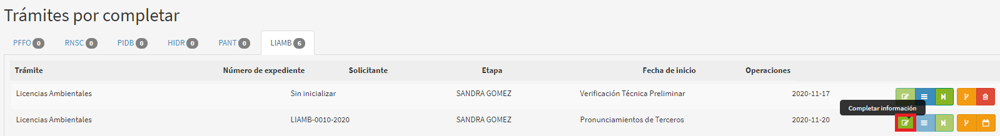 Trámites por completar
PFFO 0 RNSC 0 PIDB 0 HIDR 0 PANT 0 LIAMB 6
Trámite Número de expediente Solicitante Etapa Fecha de inicio Operaciones
Licencias Ambientales Sin inicializar SANDRA GOMEZ Verificación Técnica Preliminar 2020-11-17
Completar información
Licencias Ambientales LIAMB-0010-2020 SANDRA GOMEZ Pronunciamientos de Terceros 2020-11-20